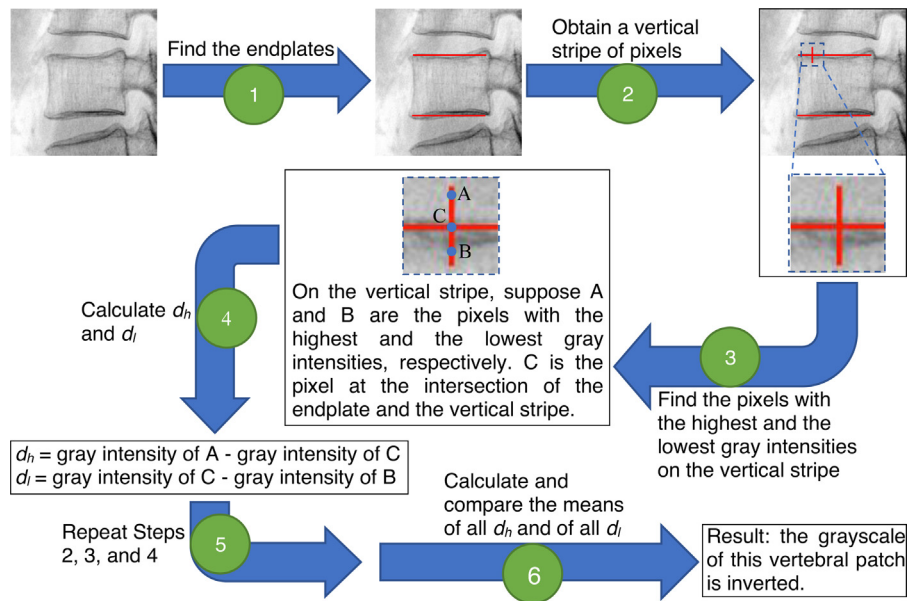 Find the endplates
1
Obtain a vertical
stripe of pixels
2
A
C
B
On the vertical stripe, suppose A
and B are the pixels with the
highest and the lowest gray
intensities, respectively. C is the
pixel at the intersection of the
endplate and the vertical stripe.
3
Find the pixels with
the highest and the
lowest gray intensities
on the vertical stripe
Calculate dh
and dl
4
dh = gray intensity of A - gray intensity of C
dl = gray intensity of C - gray intensity of B
Repeat Steps
2, 3, and 4
5
Calculate and
compare the means
of all dh and of all dl
6
Result: the grayscale
of this vertebral patch
is inverted.